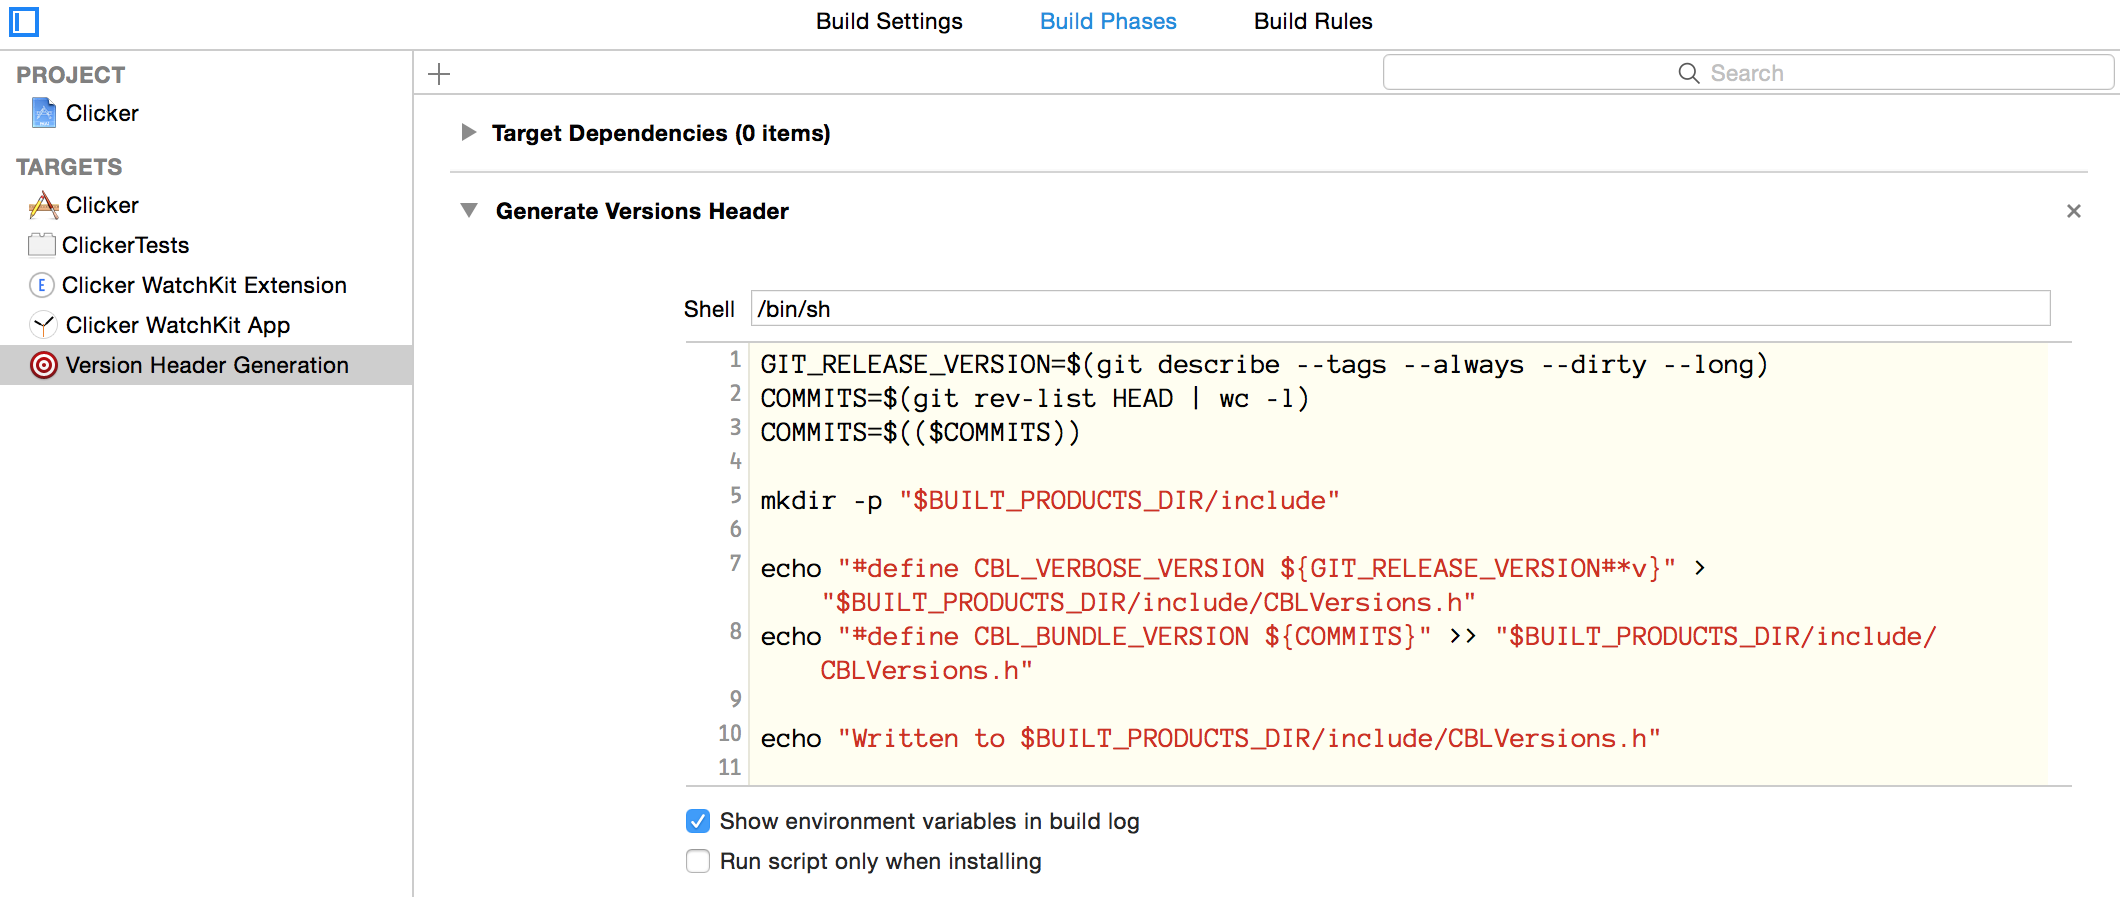 Build Settings Build Phases Build Rules
PROJECT
Clicker
TARGETS
Clicker
ClickerTests
E Clicker WatchKit Extension
Clicker WatchKit App
Version Header Generation
Search
Target Dependencies (0 items)
Generate Versions Header
Shell /bin/sh
1 GIT_RELEASE_VERSION=$(git describe --tags --always --dirty --long)
2 COMMITS=$(git rev-list HEAD | wc -l)
3 COMMITS=$(($COMMITS))
4
5 mkdir -p "$BUILT_PRODUCTS_DIR/include"
6
7 echo "#define CBL_VERBOSE_VERSION ${GIT_RELEASE_VERSION#*v}" >
"$BUILT_PRODUCTS_DIR/include/CBLVersions.h"
8 echo "#define CBL_BUNDLE_VERSION ${COMMITS}" >> "$BUILT_PRODUCTS_DIR/include/
CBLVersions.h"
9
10 echo "Written to $BUILT_PRODUCTS_DIR/include/CBLVersions.h"
11
Show environment variables in build log
Run script only when installing